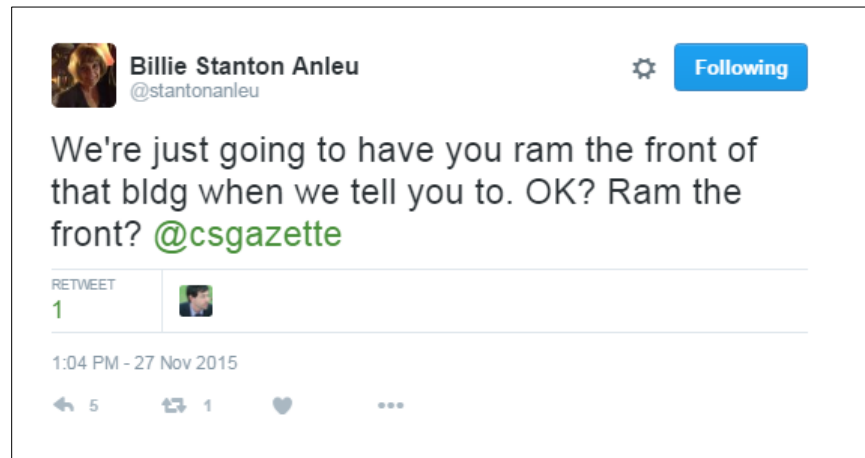 Billie Stanton Anleu
Following
@stantonanleu
We're just going to have you ram the front of
that bldg when we tell you to. OK? Ram the
front? @csgazette
RETWEET
1
1:04 PM - 27 Nov 2015
5
1